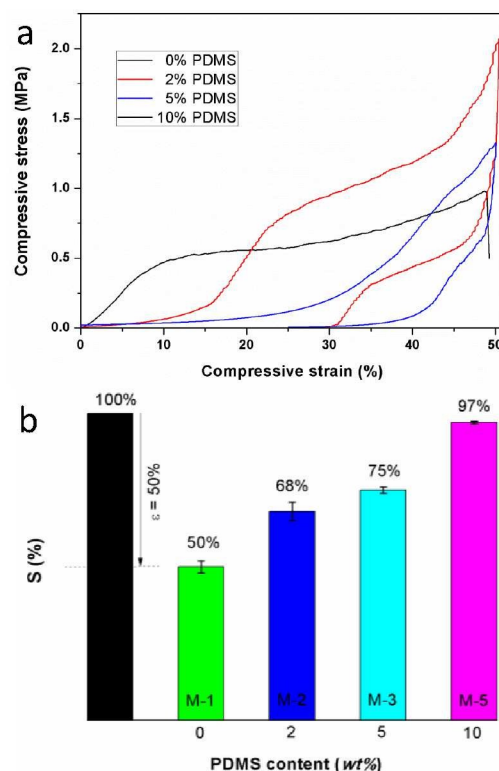 a
2.0
1.5
1.0
0.5
0.0
Compressive stress (MPa)
0% PDMS
2% PDMS
5% PDMS
10% PDMS
0 10 20 30 40 50
Compressive strain (%)
b
100%
ε = 50%
50%
68%
75%
97%
S (%)
M-1 M-2 M-3 M-5
0 2 5 10
PDMS content (wt%)